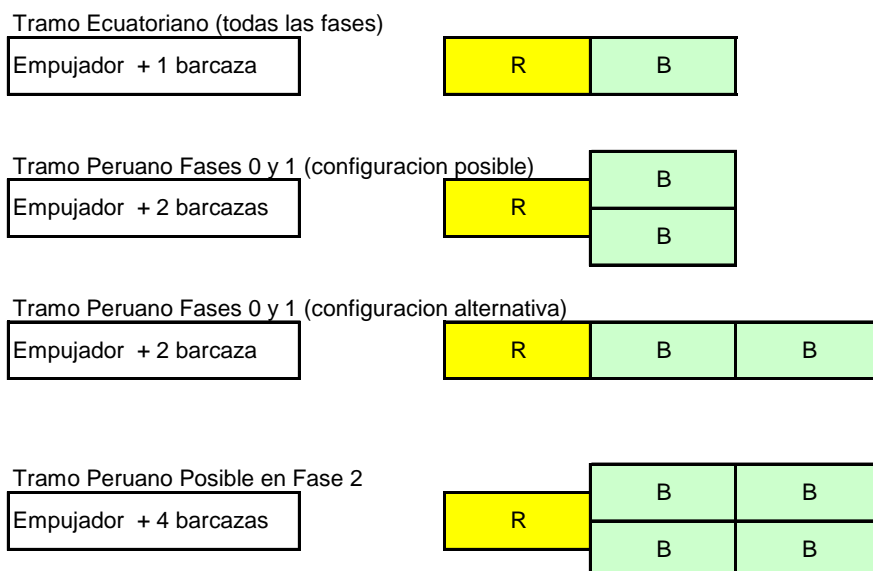 Tramo Ecuatoriano (todas las fases)
Empujador + 1 barcaza
R B
Tramo Peruano Fases 0 y 1 (configuracion posible)
B
Empujador + 2 barcazas
R
B
Tramo Peruano Fases 0 y 1 (configuracion alternativa)
Empujador + 2 barcaza
R B B
Tramo Peruano Posible en Fase 2
B B
Empujador + 4 barcazas
R
B B